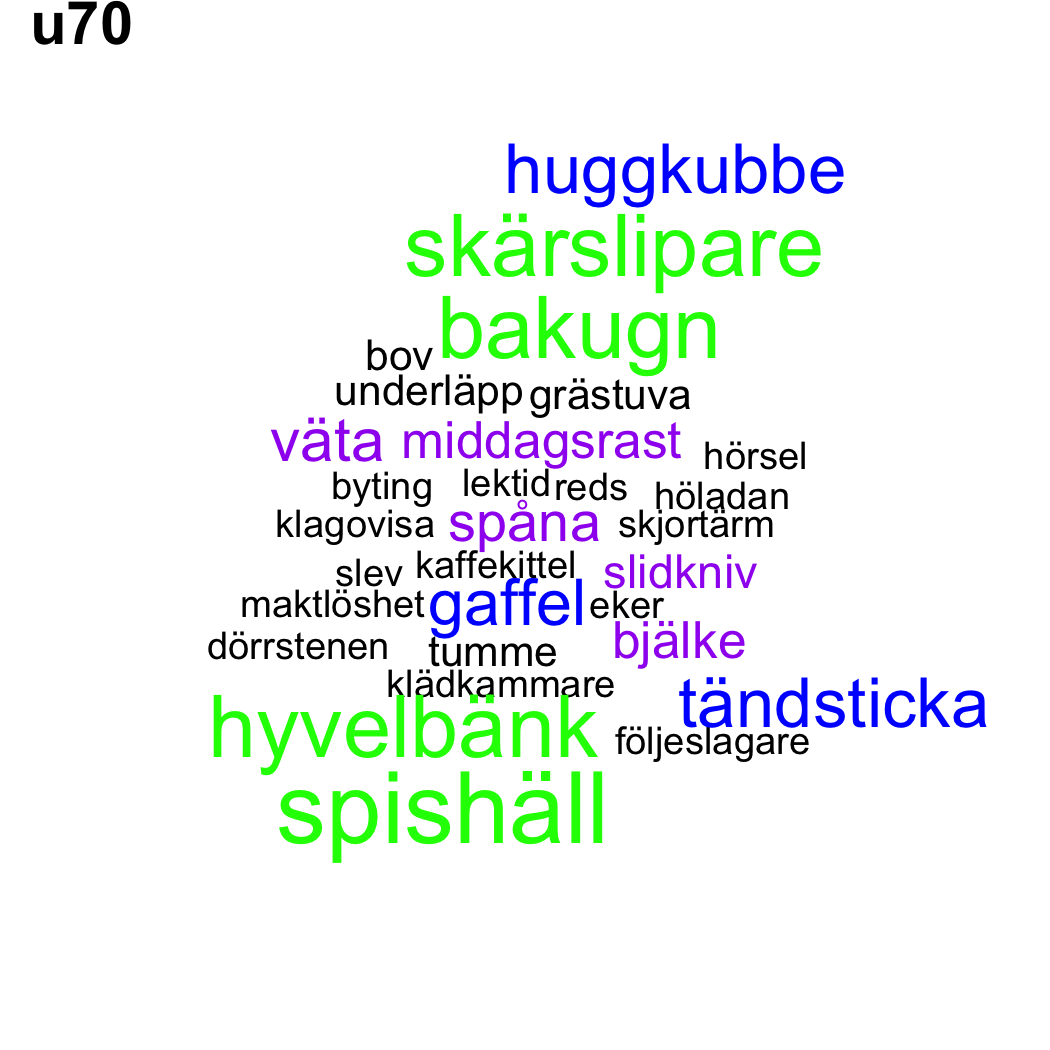 u70
huggkubbe
skärslipare
bakugn
bov
underläpp grästuva
väta middagsrast hörsel
byting lektid reds höladan
klagovisa spåna skjortärm
slev kaffekittel slidkniv
maktlöshet gaffel eker
dörrstenen tumme bjälke
klädkammare tändsticka
hyvelbänk följeslagare
spishäll